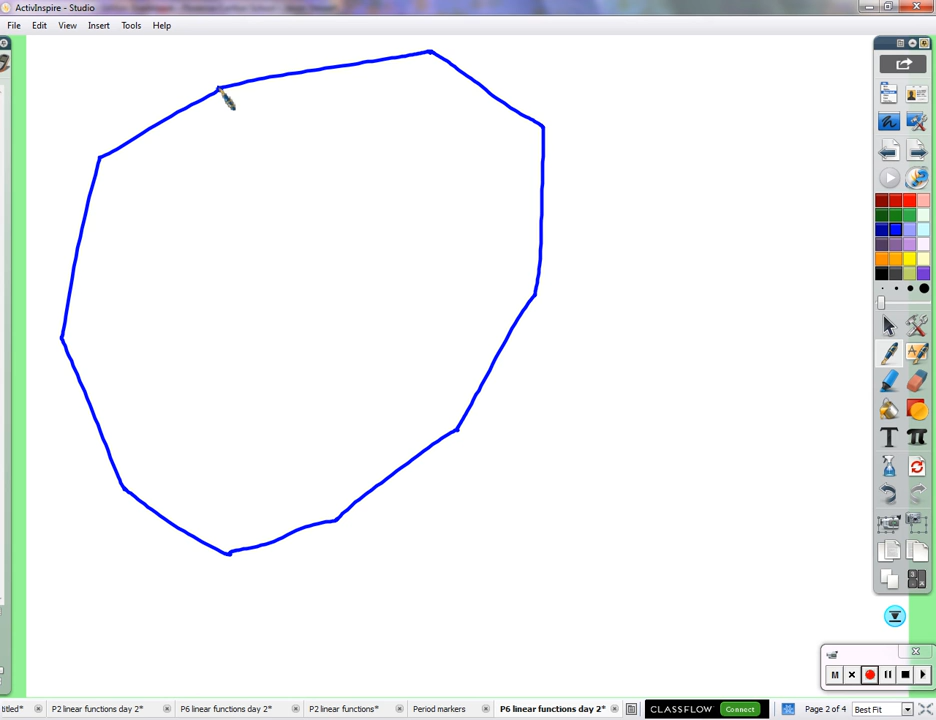 ActivInspire - Studio
File Edit View Insert Tools Help
T π
M
titled* P2 linear functions day 2* P6 linear functions day 2* P2 linear functions* Period markers P6 linear functions day 2* CLASSFLOW Connect Page 2 of 4 Best Fit